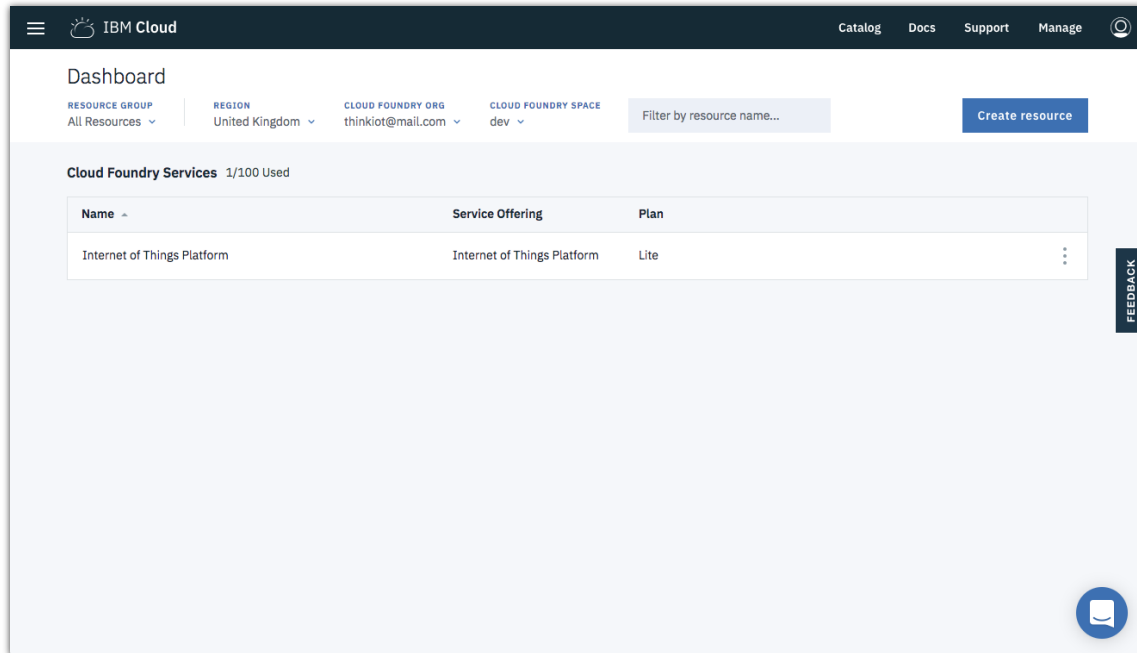 IBM Cloud Catalog Docs Support Manage
Dashboard
RESOURCE GROUP REGION CLOUD FOUNDRY ORG CLOUD FOUNDRY SPACE
All Resources United Kingdom thinkiot@mail.com dev Filter by resource name... Create resource
Cloud Foundry Services 1/100 Used
Name Service Offering Plan
Internet of Things Platform Internet of Things Platform Lite
FEEDBACK